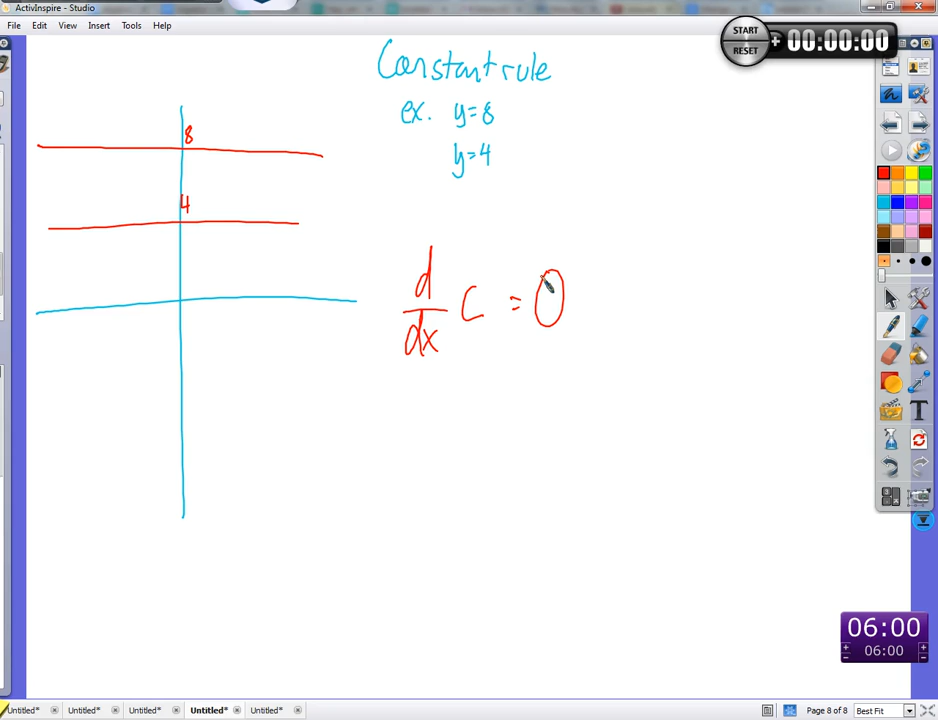 ActivInspire - Studio
File Edit View Insert Tools Help
START
RESET
+ 00:00:00
Constant rule
ex. y=8
y=4
8
4
d/dx C = 0
06:00
06:00
Untitled* Untitled* Untitled* Untitled* Untitled*
Page 8 of 8 Best Fit